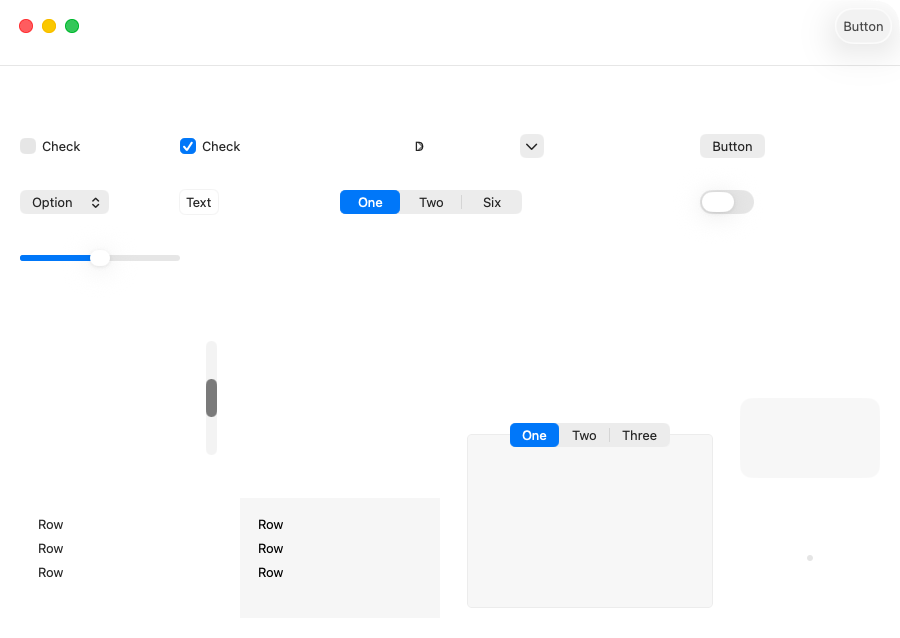 Button
Check
Check
Button
Option
Text
One
Two
Six
One
Two
Three
Row
Row
Row
Row
Row
Row